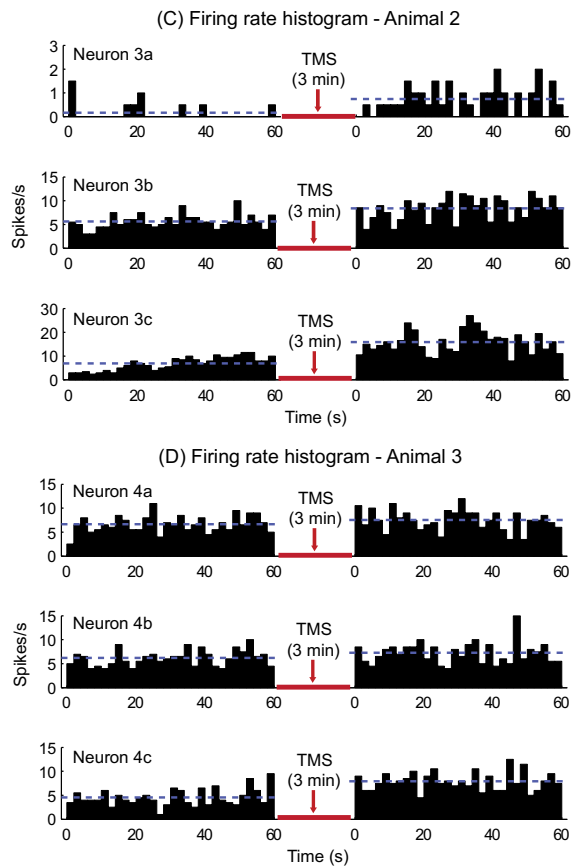 (C) Firing rate histogram - Animal 2
Neuron 3a
TMS
(3 min)
3
2
1
0
0 20 40 60 0 20 40 60
Neuron 3b
TMS
(3 min)
15
10
5
0
0 20 40 60 0 20 40 60
Spikes/s
Neuron 3c
TMS
(3 min)
30
20
10
0
0 20 40 60 0 20 40 60
Time (s)
(D) Firing rate histogram - Animal 3
Neuron 4a
TMS
(3 min)
15
10
5
0
0 20 40 60 0 20 40 60
Neuron 4b
TMS
(3 min)
15
10
5
0
0 20 40 60 0 20 40 60
Spikes/s
Neuron 4c
TMS
(3 min)
15
10
5
0
0 20 40 60 0 20 40 60
Time (s)